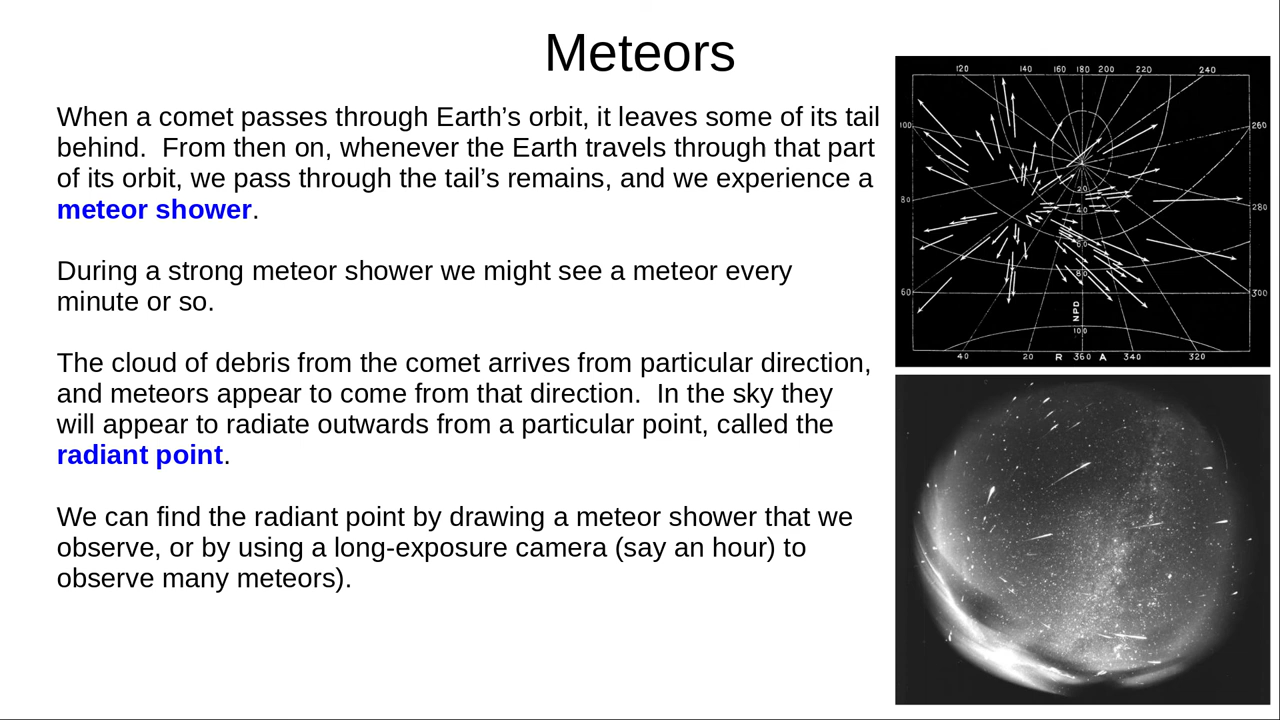 Meteors
When a comet passes through Earth’s orbit, it leaves some of its tail
behind.  From then on, whenever the Earth travels through that part
of its orbit, we pass through the tail’s remains, and we experience a
meteor shower.
During a strong meteor shower we might see a meteor every
minute or so.
The cloud of debris from the comet arrives from particular direction,
and meteors appear to come from that direction.  In the sky they
will appear to radiate outwards from a particular point, called the
radiant point.
We can find the radiant point by drawing a meteor shower that we
observe, or by using a long-exposure camera (say an hour) to
observe many meteors).
120 140 160 180 200 220 240
100 260
20
80 40 280
60
80
60 300
NPD
100
40 20 R 360 A 340 320